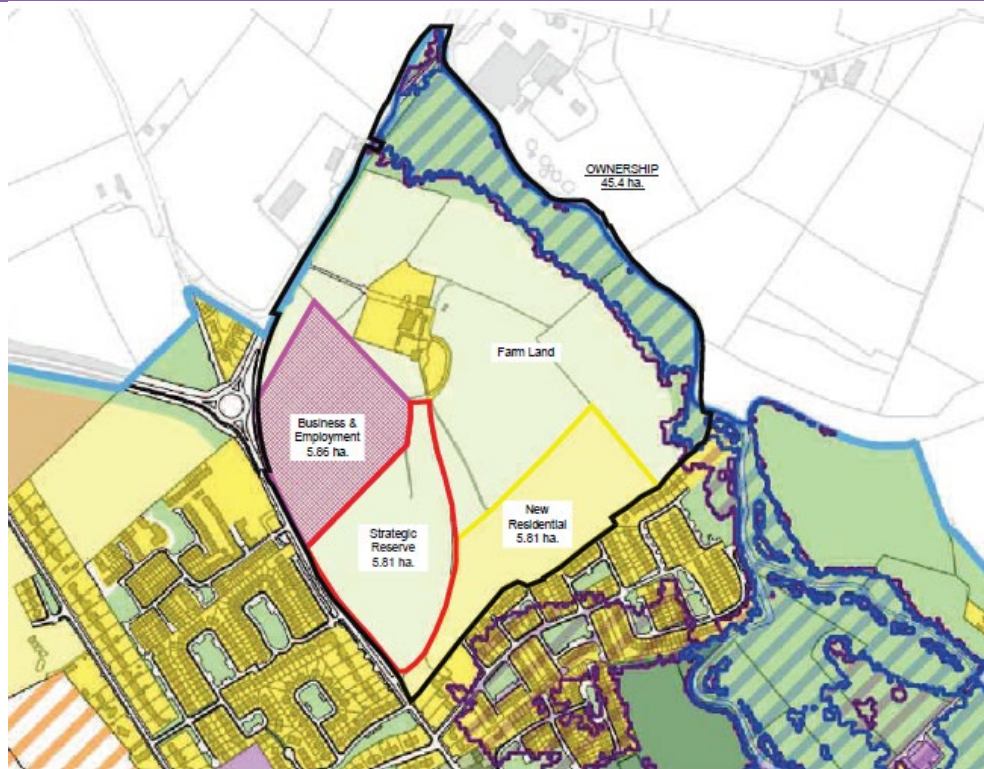 OWNERSHIP
45.4 ha.
Farm Land
Business &
Employment
5.86 ha.
Strategic
Reserve
5.81 ha.
New
Residential
5.81 ha.